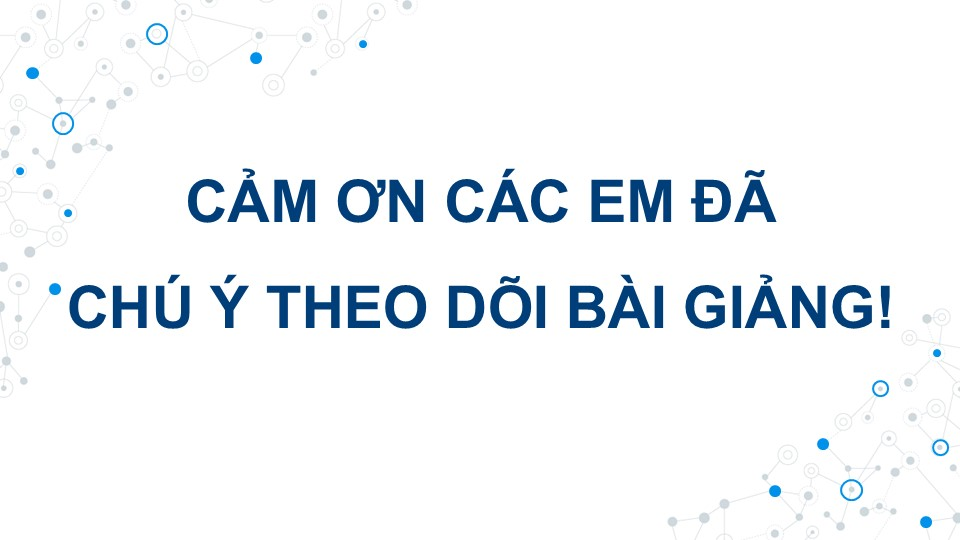 CẢM ƠN CÁC EM ĐÃ
CHÚ Ý THEO DÕI BÀI GIẢNG!